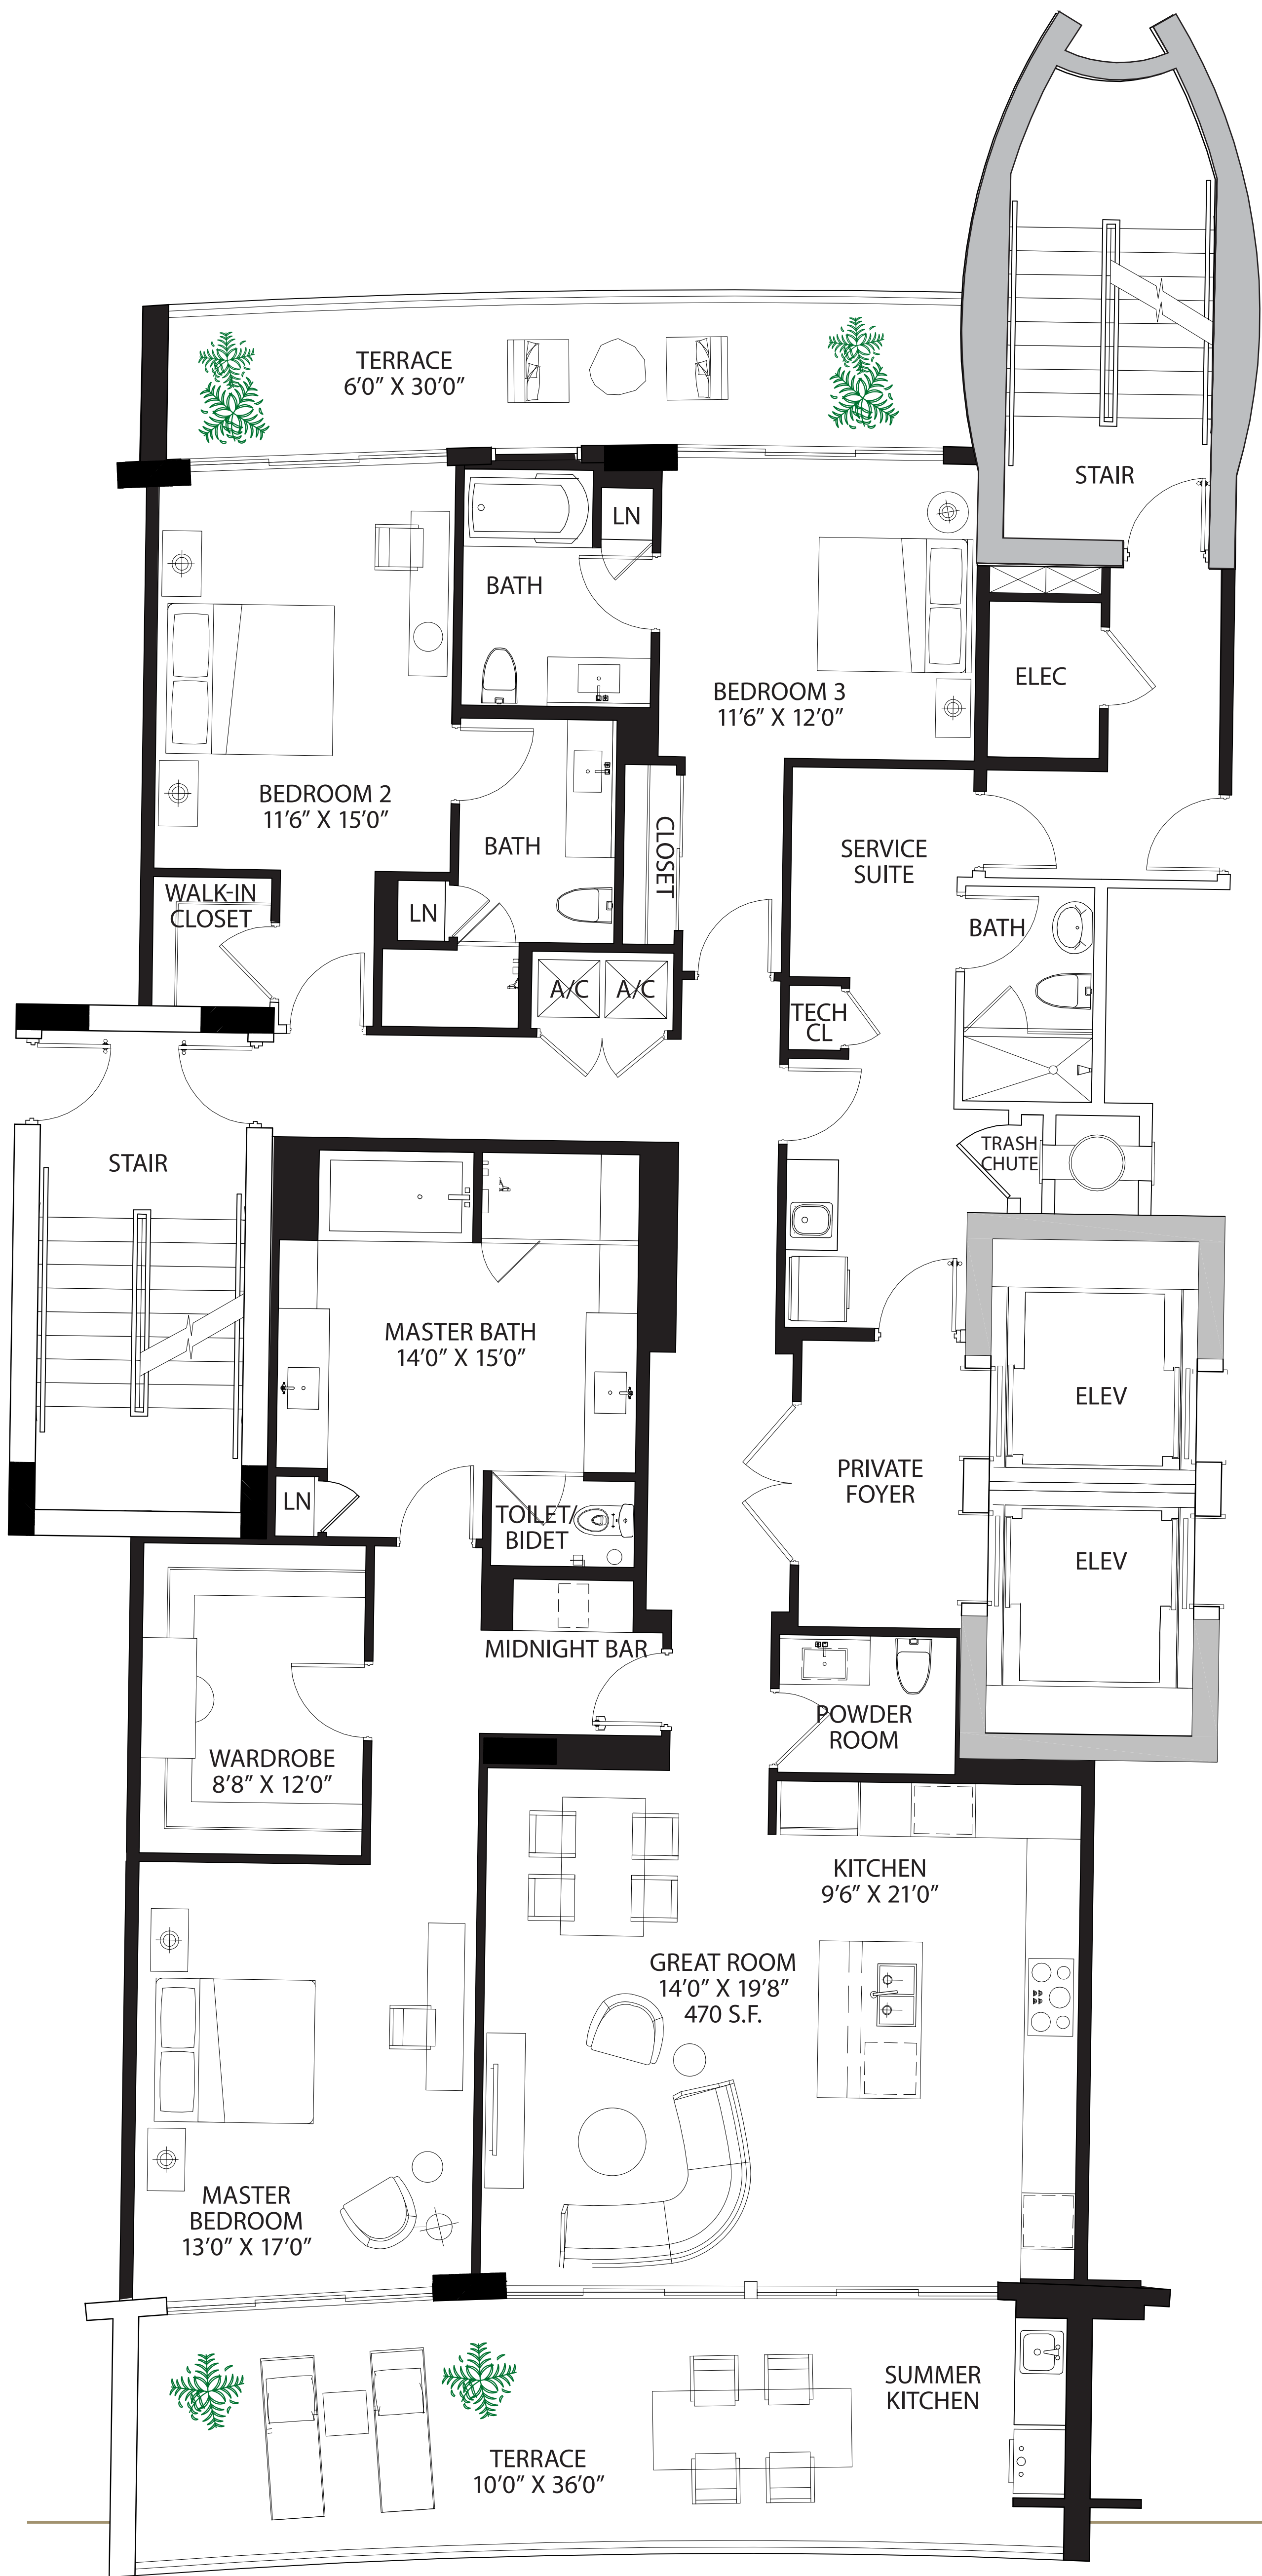 TERRACE
6’0” X 30’0”
STAIR
LN
BATH
ELEC
BEDROOM 3
11’6” X 12’0”
BEDROOM 2
11’6” X 15’0”
BATH
CLOSET
SERVICE
SUITE
WALK-IN
CLOSET
LN
BATH
A/C
A/C
TECH
CL
STAIR
TRASH
CHUTE
MASTER BATH
14’0” X 15’0”
ELEV
PRIVATE
FOYER
LN
TOILET/
BIDET
ELEV
MIDNIGHT BAR
POWDER
ROOM
WARDROBE
8’8” X 12’0”
KITCHEN
9’6” X 21’0”
GREAT ROOM
14’0” X 19’8”
470 S.F.
MASTER
BEDROOM
13’0” X 17’0”
SUMMER
KITCHEN
TERRACE
10’0” X 36’0”